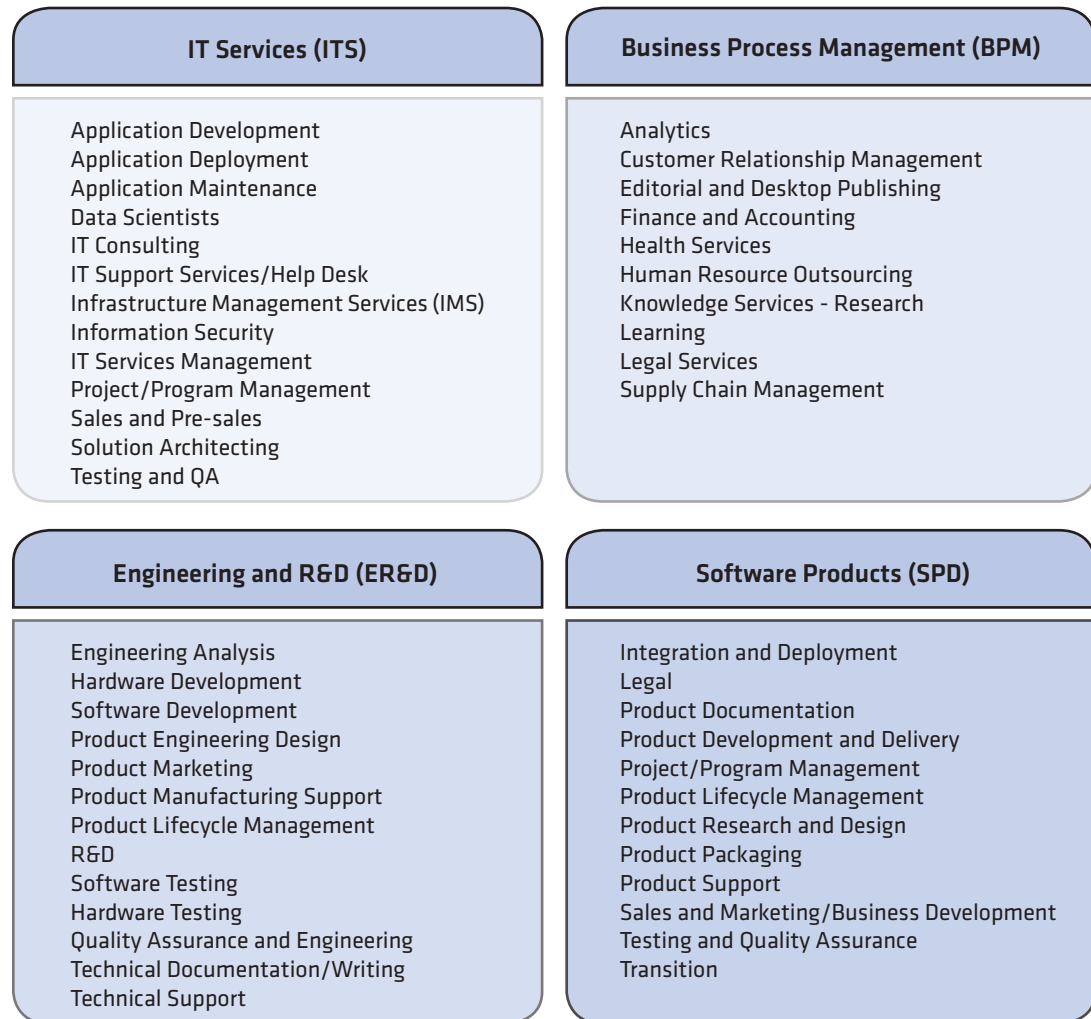 IT Services (ITS)
Application Development
Application Deployment
Application Maintenance
Data Scientists
IT Consulting
IT Support Services/Help Desk
Infrastructure Management Services (IMS)
Information Security
IT Services Management
Project/Program Management
Sales and Pre-sales
Solution Architecting
Testing and QA
Business Process Management (BPM)
Analytics
Customer Relationship Management
Editorial and Desktop Publishing
Finance and Accounting
Health Services
Human Resource Outsourcing
Knowledge Services - Research
Learning
Legal Services
Supply Chain Management
Engineering and R&D (ER&D)
Engineering Analysis
Hardware Development
Software Development
Product Engineering Design
Product Marketing
Product Manufacturing Support
Product Lifecycle Management
R&D
Software Testing
Hardware Testing
Quality Assurance and Engineering
Technical Documentation/Writing
Technical Support
Software Products (SPD)
Integration and Deployment
Legal
Product Documentation
Product Development and Delivery
Project/Program Management
Product Lifecycle Management
Product Research and Design
Product Packaging
Product Support
Sales and Marketing/Business Development
Testing and Quality Assurance
Transition